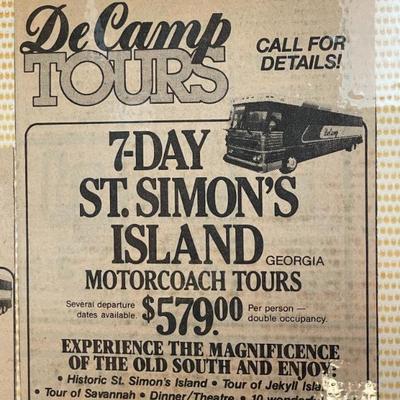 De Camp
TOURS
CALL FOR
DETAILS!
DeCamp
7-DAY
ST. SIMON'S
ISLAND
GEORGIA
MOTORCOACH TOURS
Several departure
dates available.
$579.00
Per person —
double occupancy.
EXPERIENCE THE MAGNIFICENCE
OF THE OLD SOUTH AND ENJOY:
• Historic St. Simon's Island • Tour of Jekyll
• Tour of Savannah • Dinner/Theatre • 10